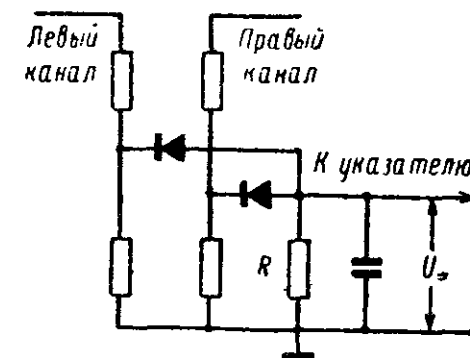 Левый
канал
Правый
канал
К указателю
R
U=